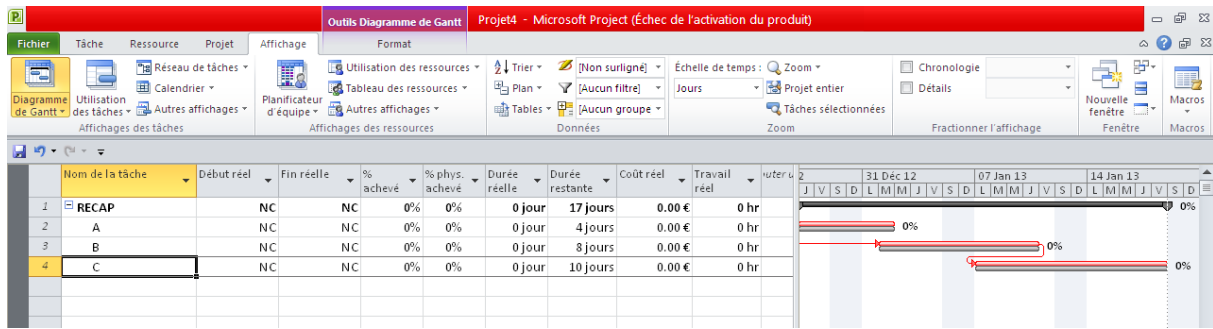 Outils Diagramme de Gantt Projet4 - Microsoft Project (Échec de l'activation du produit)
Fichier Tâche Ressource Projet Affichage Format
Diagramme de Gantt
Utilisation des tâches
Réseau de tâches
Calendrier
Autres affichages
Affichages des tâches
Planificateur d'équipe
Utilisation des ressources
Tableau des ressources
Autres affichages
Affichages des ressources
Trier
Plan
Tables
[Non surligné]
[Aucun filtre]
[Aucun groupe
Données
Échelle de temps :
Jours
Zoom
Projet entier
Tâches sélectionnées
Zoom
Chronologie
Détails
Fractionner l'affichage
Nouvelle fenêtre
Fenêtre
Macros
Macros
Nom de la tâche Début réel Fin réelle % achevé % phys. achevé Durée réelle Durée restante Coût réel Travail réel
2 31 Déc 12 07 Jan 13 14 Jan 13
J V S D L M M J V S D L M M J V S D L M M J V S D
1 RECAP NC NC 0% 0% 0 jour 17 jours 0.00 € 0 hr 0%
2 A NC NC 0% 0% 0 jour 4 jours 0.00 € 0 hr 0%
3 B NC NC 0% 0% 0 jour 8 jours 0.00 € 0 hr 0%
4 C NC NC 0% 0% 0 jour 10 jours 0.00 € 0 hr 0%